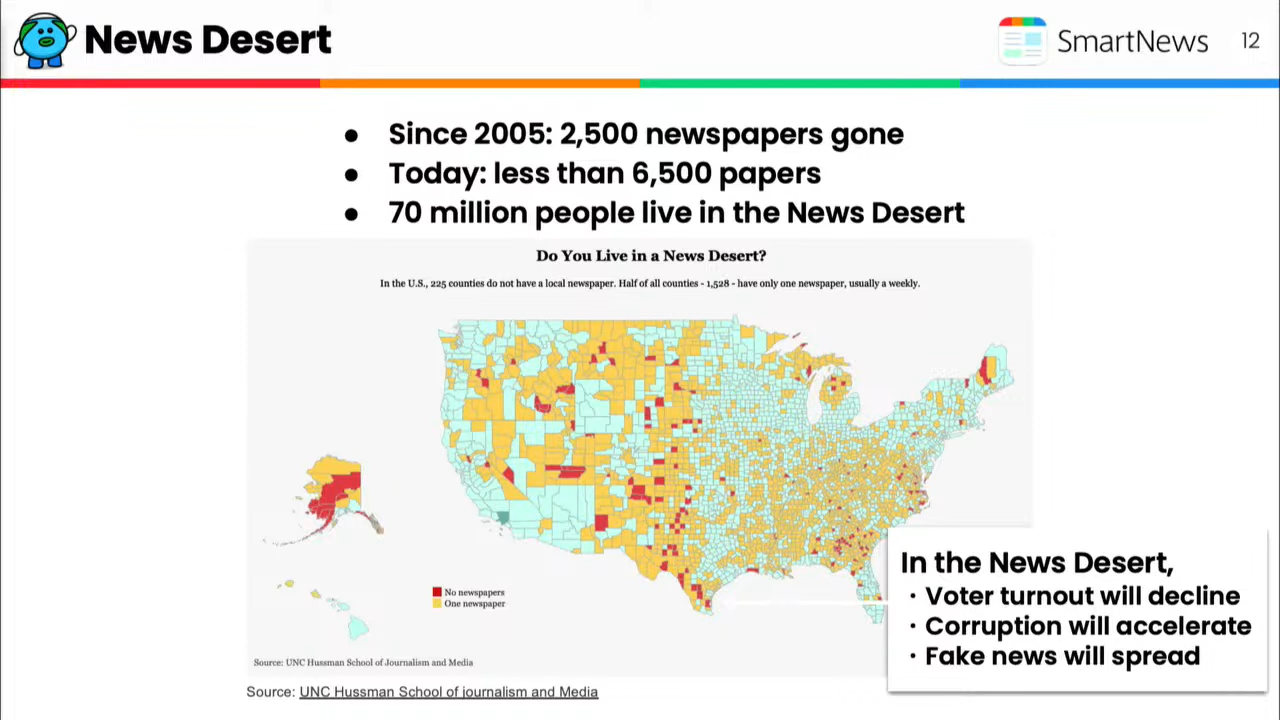 News Desert
SmartNews
12
● Since 2005: 2,500 newspapers gone
● Today: less than 6,500 papers
● 70 million people live in the News Desert
Do You Live in a News Desert?
In the U.S., 225 counties do not have a local newspaper. Half of all counties - 1,528 - have only one newspaper, usually a weekly.
No newspapers
One newspaper
Source: UNC Hussman School of Journalism and Media
Source: UNC Hussman School of journalism and Media
In the News Desert,
・Voter turnout will decline
・Corruption will accelerate
・Fake news will spread